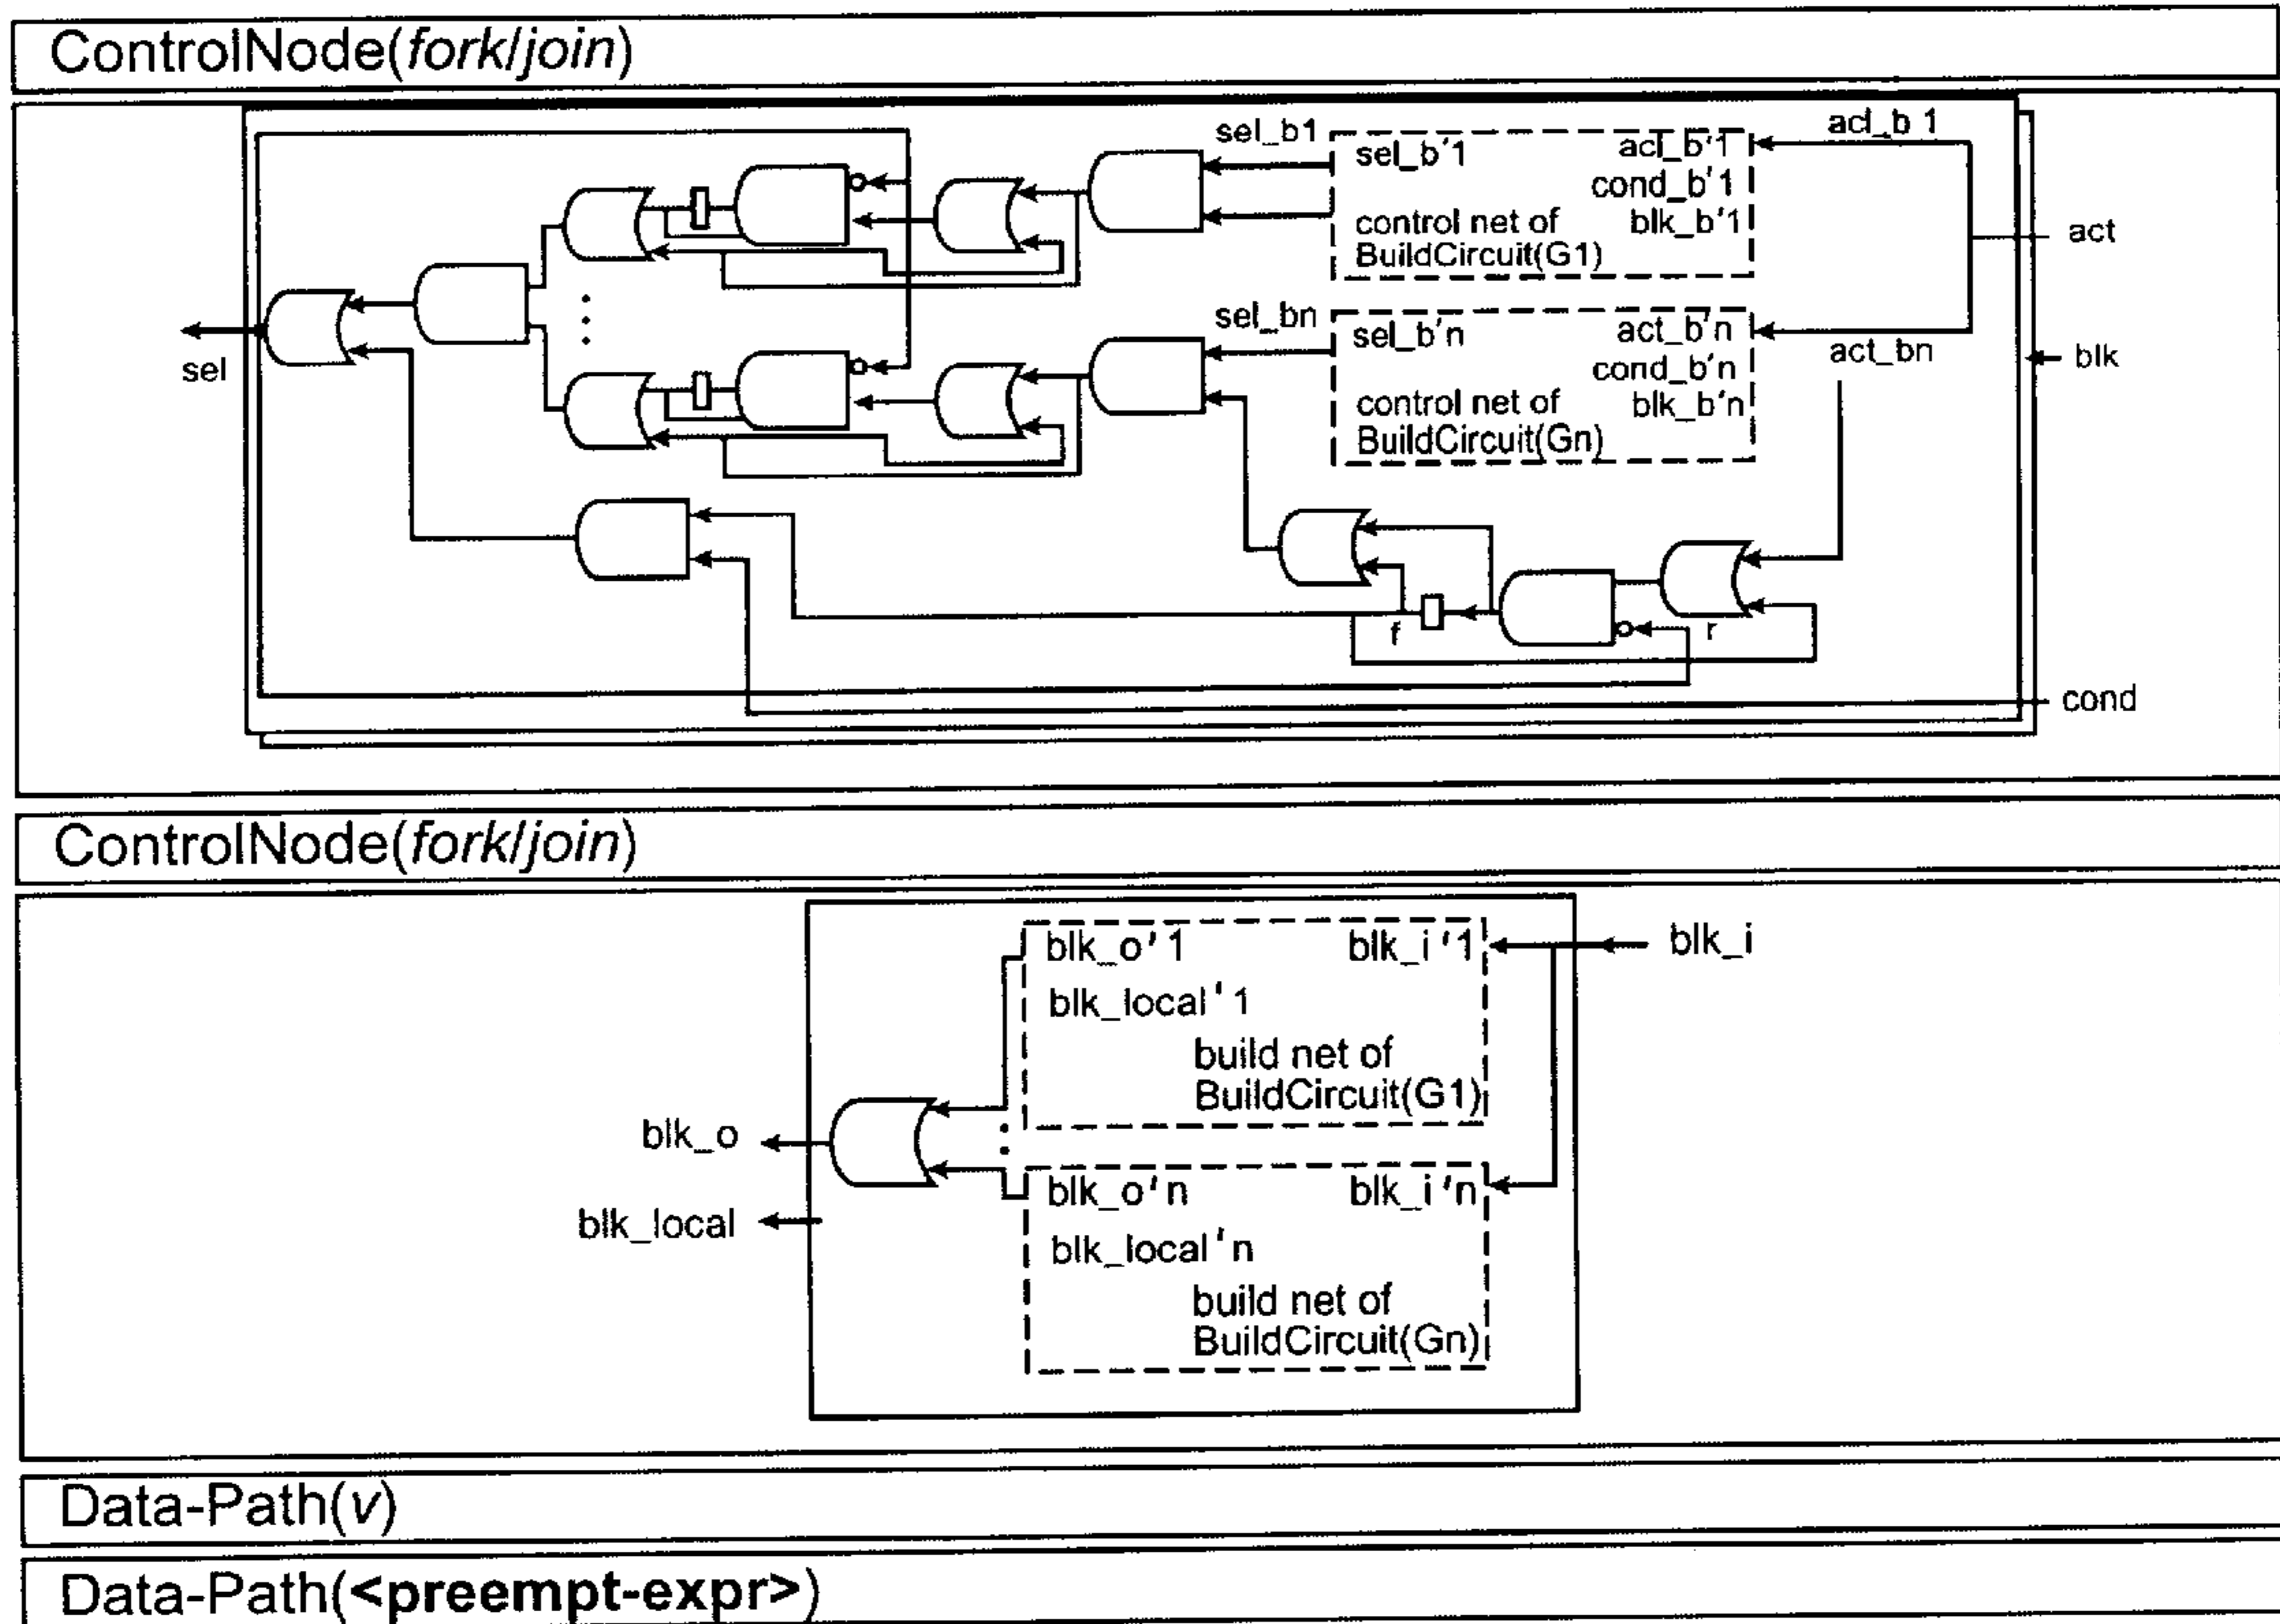 ControlNode(fork/join)
sel_b1
acl_b 1
sel_b'1
acl_b'1
cond_b'1
control net of
blk_b'1
BuildCircuit(G1)
act
sel_bn
sel_b'n
act_b'n
act_bn
blk
sel
cond_b'n
control net of
blk_b'n
BuildCircuit(Gn)
f
r
cond
ControlNode(fork/join)
blk_o'1
blk_i'1
blk_i
blk_local'1
build net of
BuildCircuit(G1)
blk_o
blk_o'n
blk_i'n
blk_local
blk_local'n
build net of
BuildCircuit(Gn)
Data-Path(v)
Data-Path(<preempt-expr>)